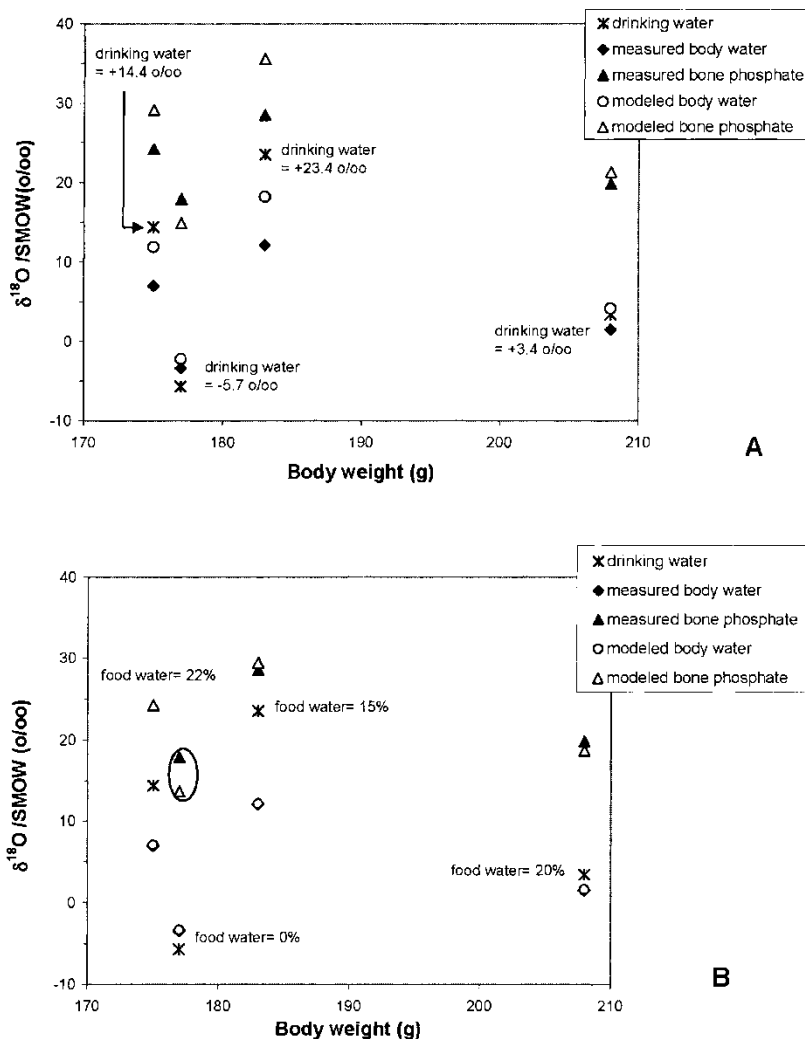 40
30
20
10
0
-10
170
180
190
200
210
δ18O /SMOW(o/oo)
Body weight (g)
drinking water
= +14.4 o/oo
drinking water
= +23.4 o/oo
drinking water
= -5.7 o/oo
drinking water
= +3.4 o/oo
drinking water
measured body water
measured bone phosphate
modeled body water
modeled bone phosphate
A
40
30
20
10
0
-10
170
180
190
200
210
δ18O /SMOW (o/oo)
Body weight (g)
food water= 22%
food water= 15%
food water= 20%
food water= 0%
drinking water
measured body water
measured bone phosphate
modeled body water
modeled bone phosphate
B